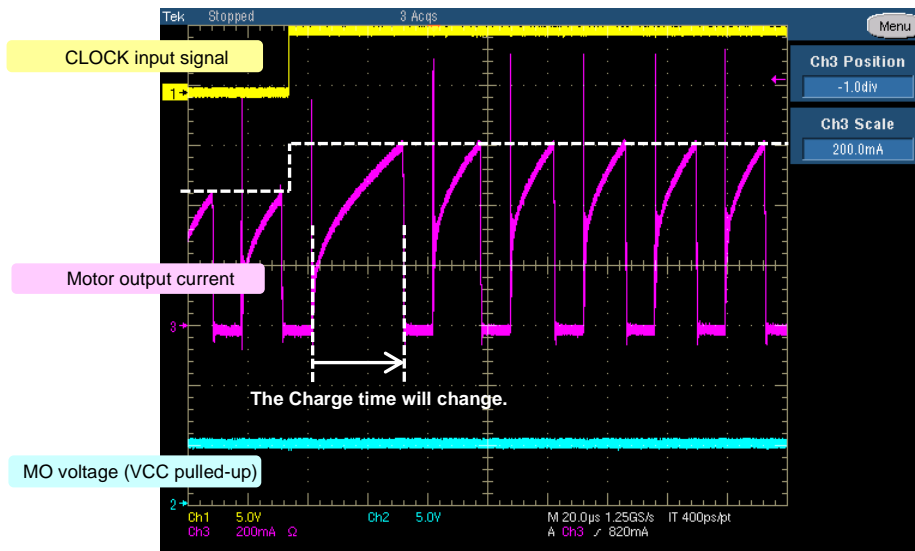 Tek Stopped 3 Acqs
Menu
CLOCK input signal
Ch3 Position
-1.0div
1
Ch3 Scale
200.0mA
Motor output current
3
The Charge time will change.
MO voltage (VCC pulled-up)
2
Ch1 5.0V Ch2 5.0V M 20.0µs 1.25GS/s IT 400ps/pt
Ch3 200mA Ω A Ch3 ∕ 820mA